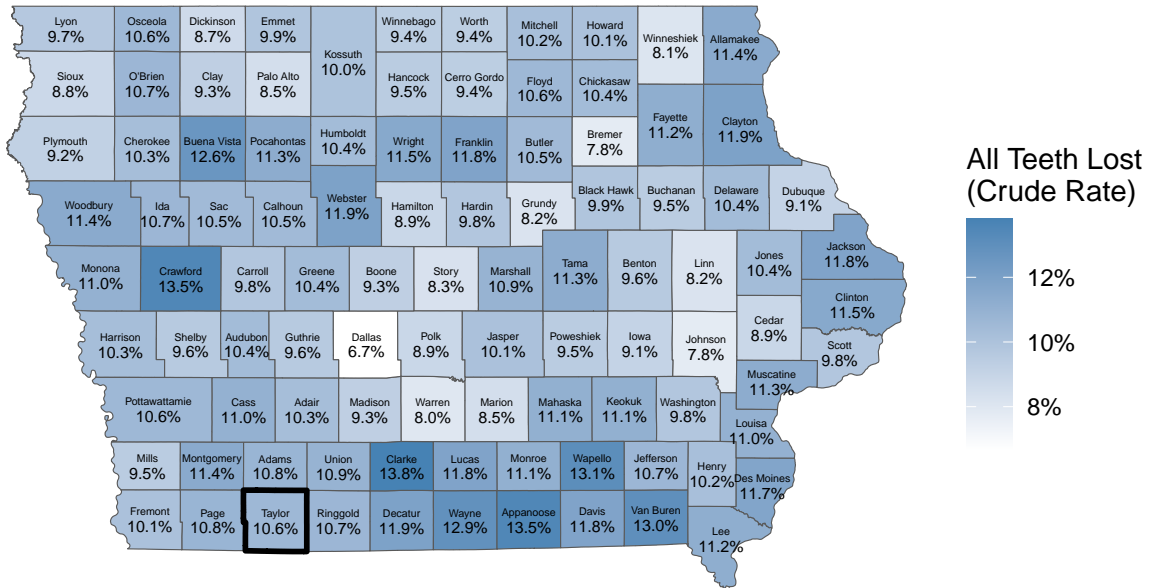 Lyon
9.7%
Osceola
10.6%
Dickinson
8.7%
Emmet
9.9%
Winnebago
9.4%
Worth
9.4%
Mitchell
10.2%
Howard
10.1%
Winneshiek
8.1%
Allamakee
11.4%
Kossuth
10.0%
Sioux
8.8%
O'Brien
10.7%
Clay
9.3%
Palo Alto
8.5%
Hancock
9.5%
Cerro Gordo
9.4%
Floyd
10.6%
Chickasaw
10.4%
Fayette
11.2%
Clayton
11.9%
Plymouth
9.2%
Cherokee
10.3%
Buena Vista
12.6%
Pocahontas
11.3%
Humboldt
10.4%
Wright
11.5%
Franklin
11.8%
Butler
10.5%
Bremer
7.8%
Woodbury
11.4%
Ida
10.7%
Sac
10.5%
Calhoun
10.5%
Webster
11.9%
Hamilton
8.9%
Hardin
9.8%
Grundy
8.2%
Black Hawk
9.9%
Buchanan
9.5%
Delaware
10.4%
Dubuque
9.1%
Monona
11.0%
Crawford
13.5%
Carroll
9.8%
Greene
10.4%
Boone
9.3%
Story
8.3%
Marshall
10.9%
Tama
11.3%
Benton
9.6%
Linn
8.2%
Jones
10.4%
Jackson
11.8%
Clinton
11.5%
Harrison
10.3%
Shelby
9.6%
Audubon
10.4%
Guthrie
9.6%
Dallas
6.7%
Polk
8.9%
Jasper
10.1%
Poweshiek
9.5%
Iowa
9.1%
Johnson
7.8%
Cedar
8.9%
Scott
9.8%
Muscatine
11.3%
Pottawattamie
10.6%
Cass
11.0%
Adair
10.3%
Madison
9.3%
Warren
8.0%
Marion
8.5%
Mahaska
11.1%
Keokuk
11.1%
Washington
9.8%
Louisa
11.0%
Mills
9.5%
Montgomery
11.4%
Adams
10.8%
Union
10.9%
Clarke
13.8%
Lucas
11.8%
Monroe
11.1%
Wapello
13.1%
Jefferson
10.7%
Henry
10.2%
Des Moines
11.7%
Fremont
10.1%
Page
10.8%
Taylor
10.6%
Ringgold
10.7%
Decatur
11.9%
Wayne
12.9%
Appanoose
13.5%
Davis
11.8%
Van Buren
13.0%
Lee
11.2%
All Teeth Lost
(Crude Rate)
12%
10%
8%